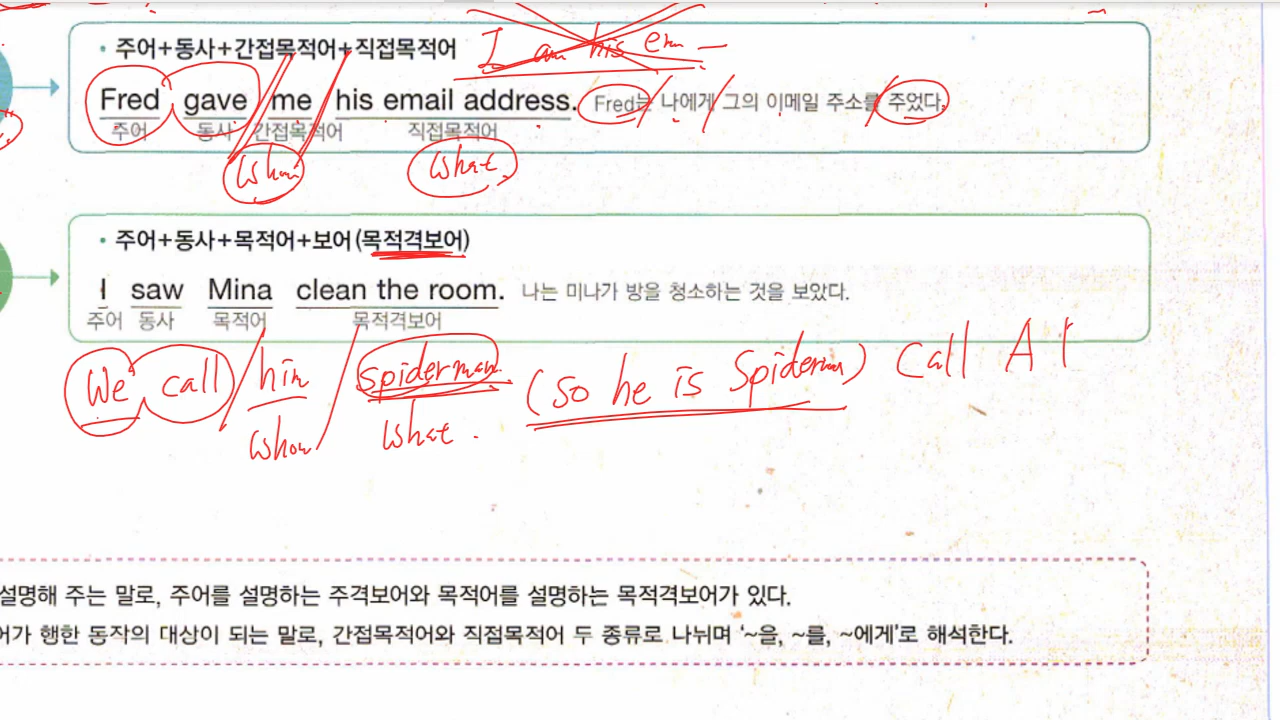 • 주어+동사+간접목적어+직접목적어
I am his em
Fred gave me his email address. Fred는 나에게 그의 이메일 주소를 주었다.
주어 동사 간접목적어 직접목적어
Whom What
• 주어+동사+목적어+보어(목적격보어)
I saw Mina clean the room. 나는 미나가 방을 청소하는 것을 보았다.
주어 동사 목적어 목적격보어
We call him spiderman (so he is Spiderman) Call A
whom what.
설명해 주는 말로, 주어를 설명하는 주격보어와 목적어를 설명하는 목적격보어가 있다.
어가 행한 동작의 대상이 되는 말로, 간접목적어와 직접목적어 두 종류로 나뉘며 '~을, ~를, ~에게'로 해석한다.